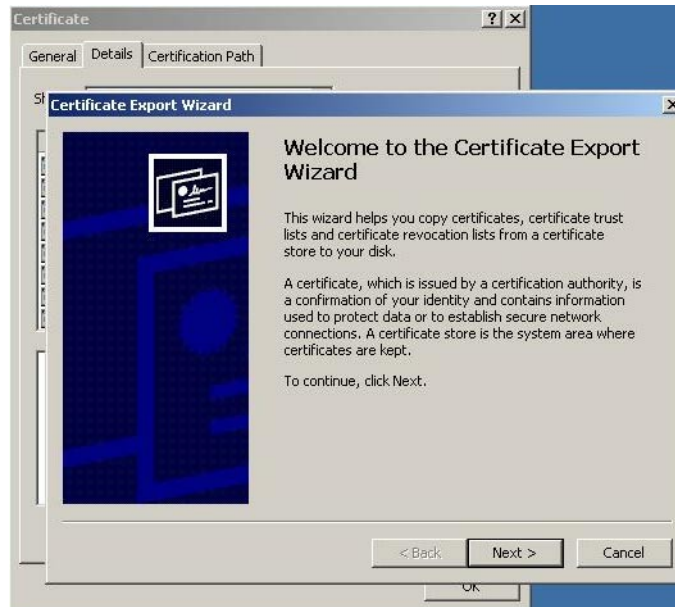 Certificate
General Details Certification Path
Certificate Export Wizard
Welcome to the Certificate Export
Wizard
This wizard helps you copy certificates, certificate trust
lists and certificate revocation lists from a certificate
store to your disk.
A certificate, which is issued by a certification authority, is
a confirmation of your identity and contains information
used to protect data or to establish secure network
connections. A certificate store is the system area where
certificates are kept.
To continue, click Next.
< Back Next > Cancel
OK